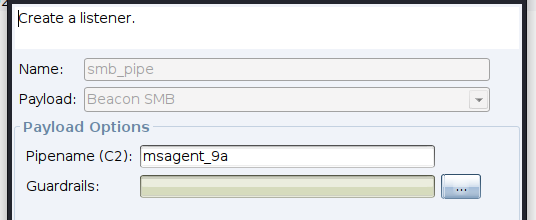 Create a listener.
Name: smb_pipe
Payload: Beacon SMB
Payload Options
Pipename (C2): msagent_9a
Guardrails: ...